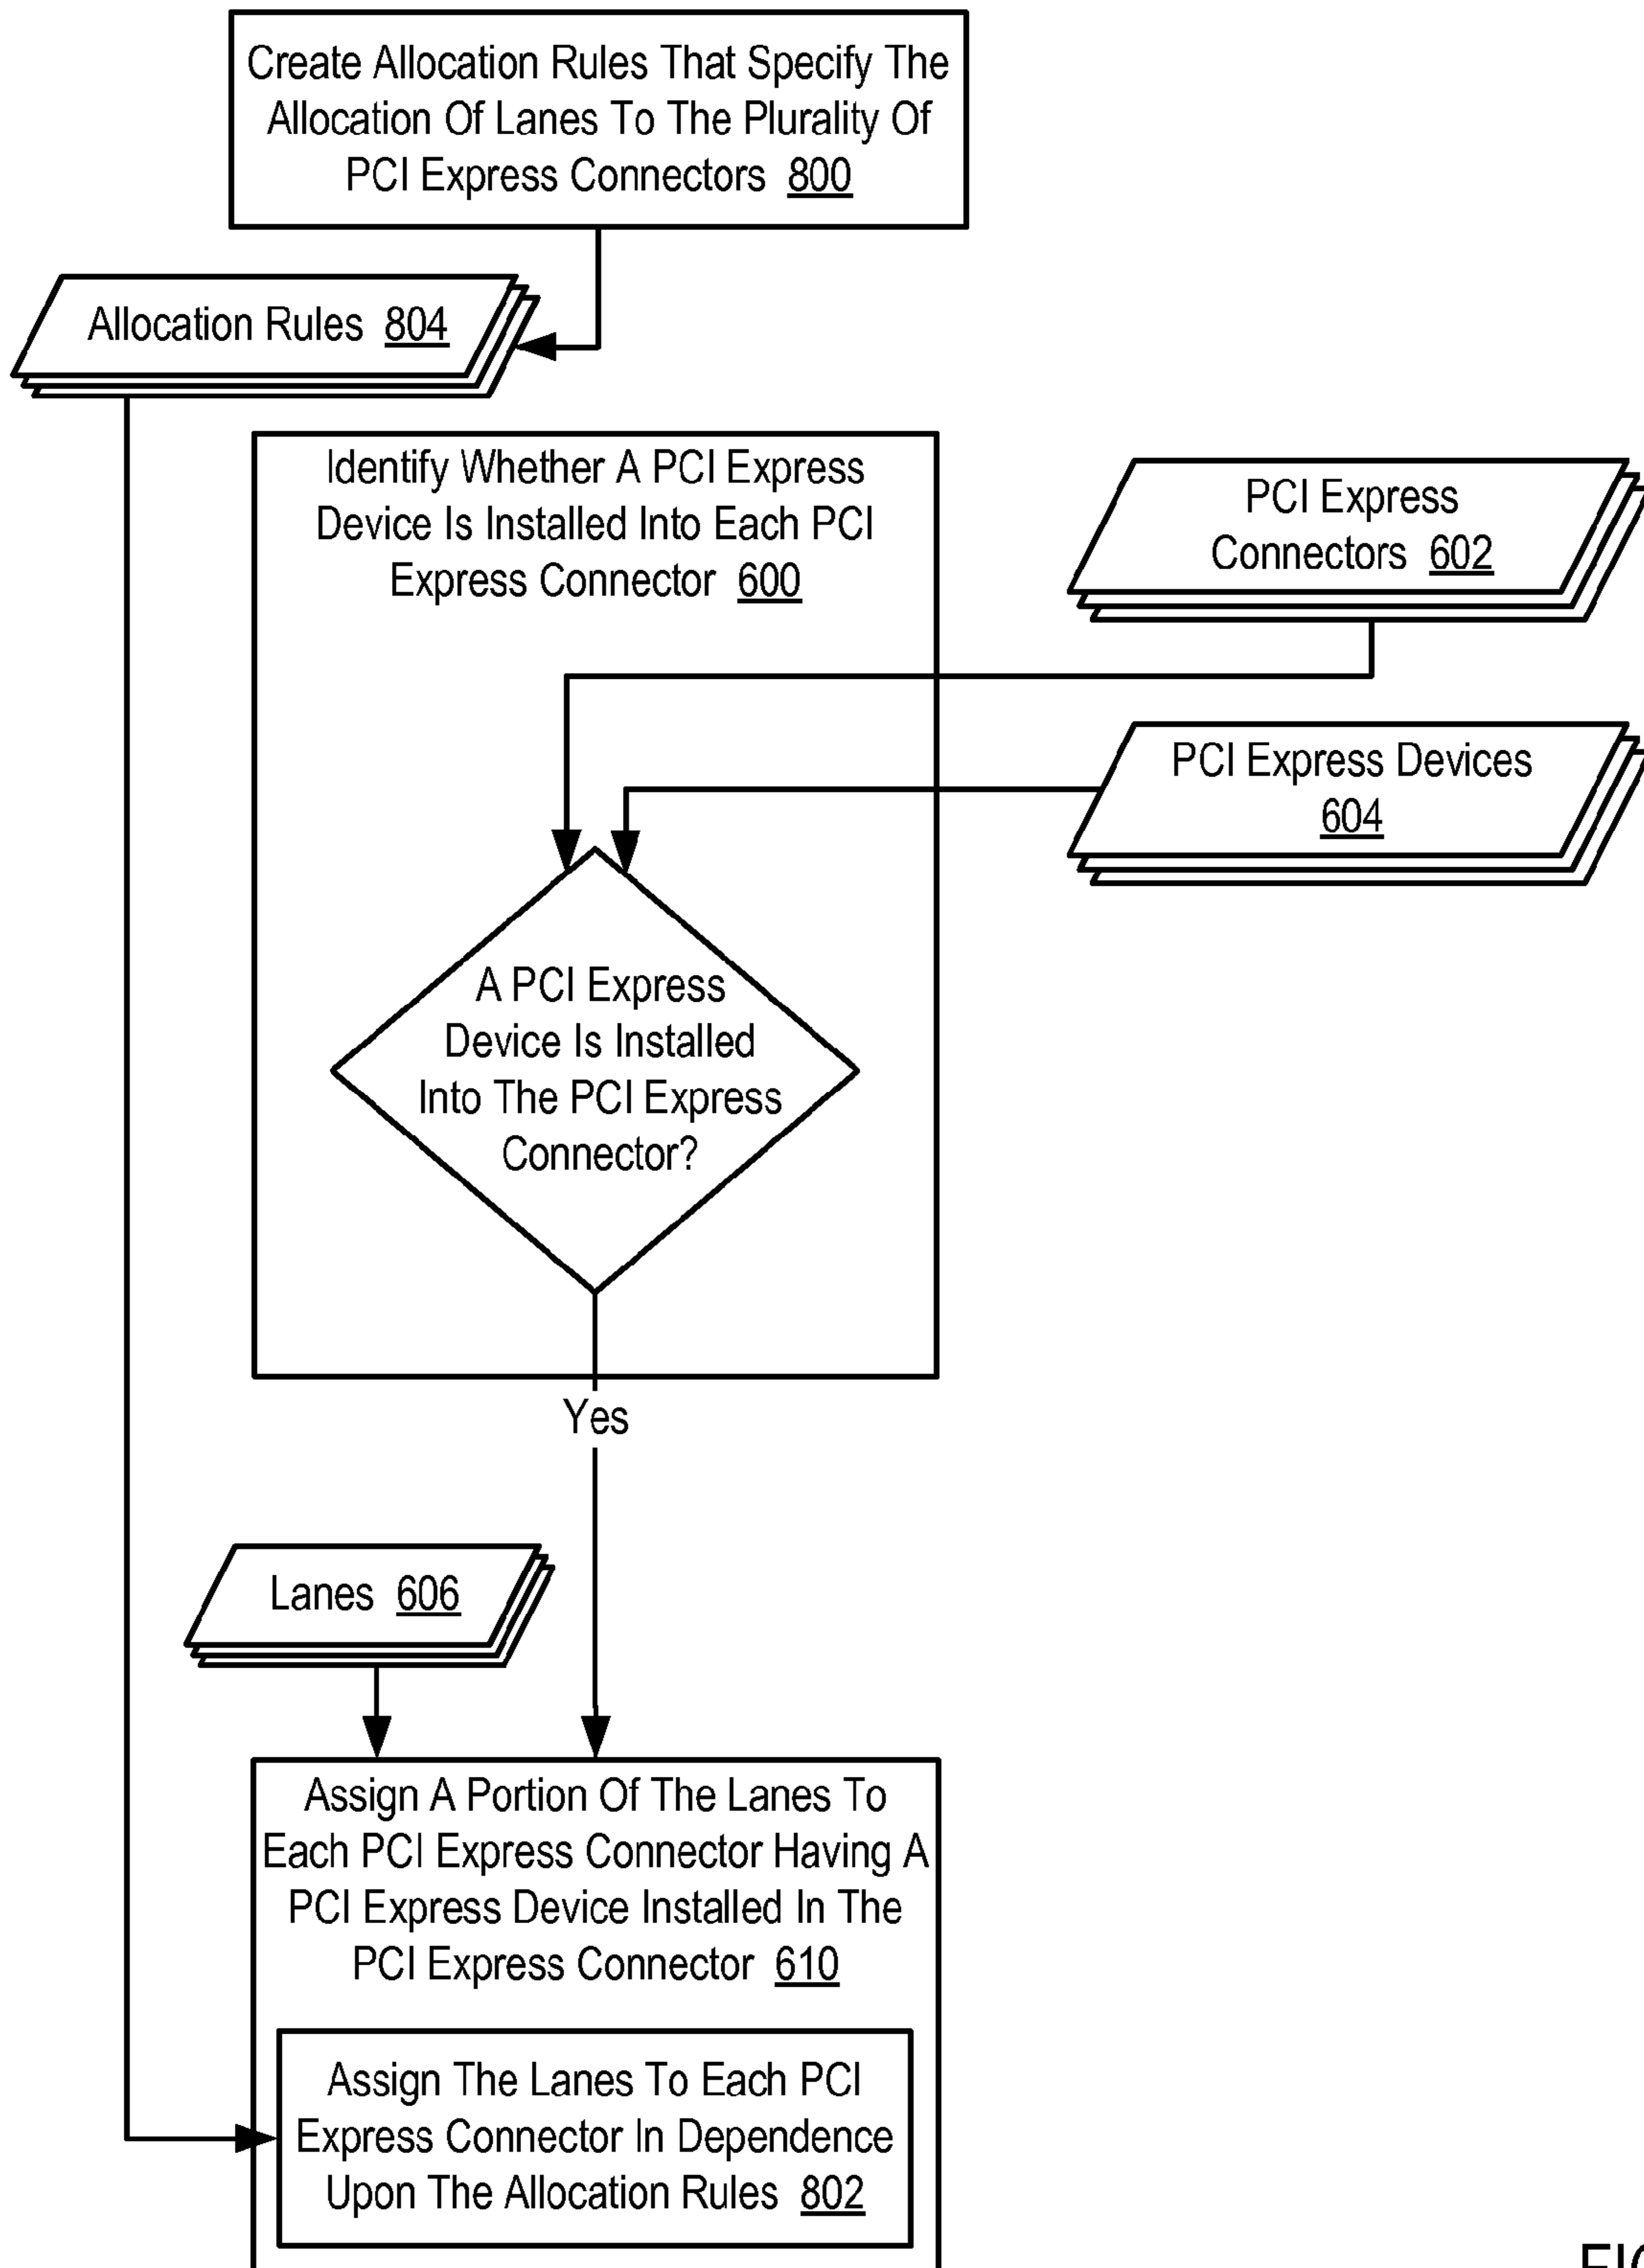 Create Allocation Rules That Specify The
Allocation Of Lanes To The Plurality Of
PCI Express Connectors 800
Allocation Rules 804
Identify Whether A PCI Express
Device Is Installed Into Each PCI
Express Connector 600
PCI Express
Connectors 602
PCI Express Devices
604
A PCI Express
Device Is Installed
Into The PCI Express
Connector?
Yes
Lanes 606
Assign A Portion Of The Lanes To
Each PCI Express Connector Having A
PCI Express Device Installed In The
PCI Express Connector 610
Assign The Lanes To Each PCI
Express Connector In Dependence
Upon The Allocation Rules 802